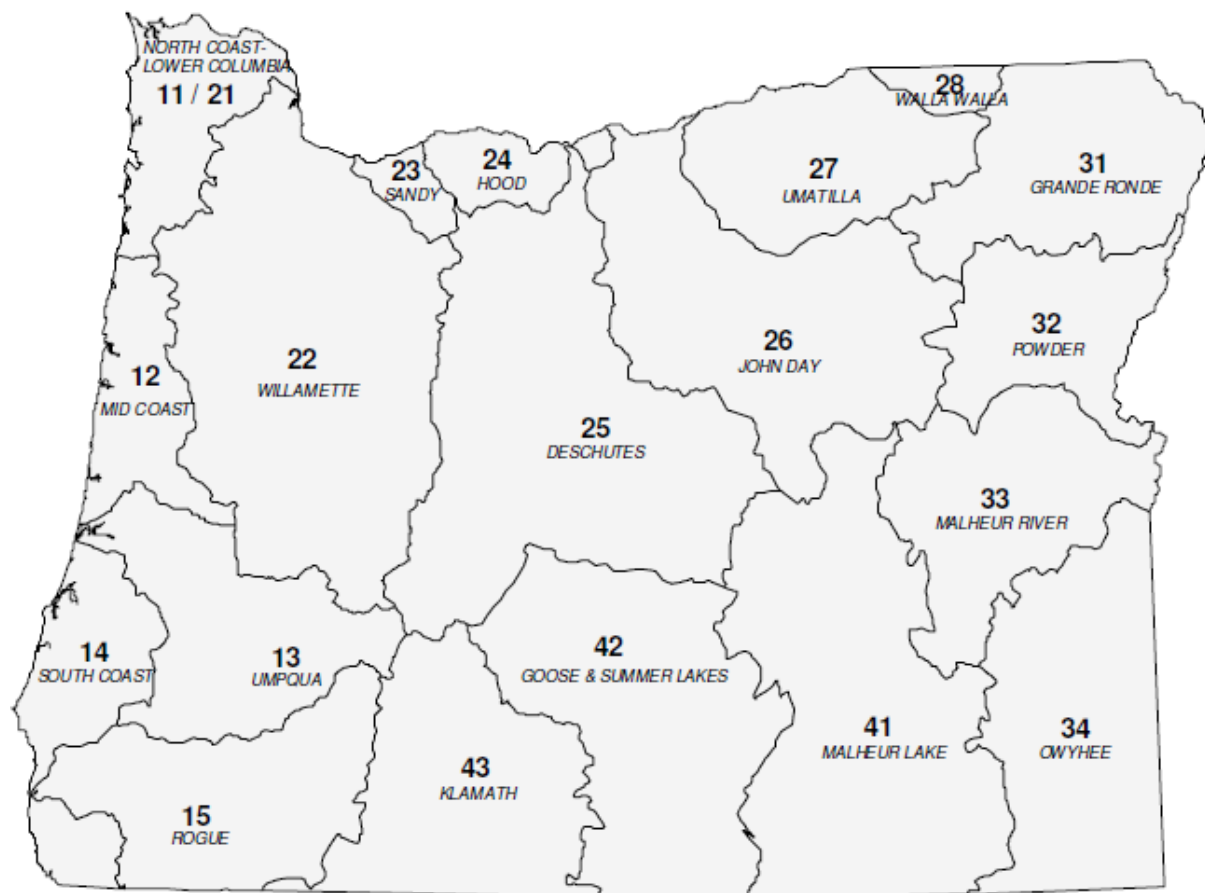 NORTH COAST-
LOWER COLUMBIA
11 / 21
28
WALLA WALLA
23
SANDY
24
HOOD
27
UMATILLA
31
GRANDE RONDE
22
WILLAMETTE
12
MID COAST
26
JOHN DAY
32
POWDER
25
DESCHUTES
33
MALHEUR RIVER
14
SOUTH COAST
13
UMPQUA
42
GOOSE & SUMMER LAKES
41
MALHEUR LAKE
34
OWYHEE
43
KLAMATH
15
ROGUE